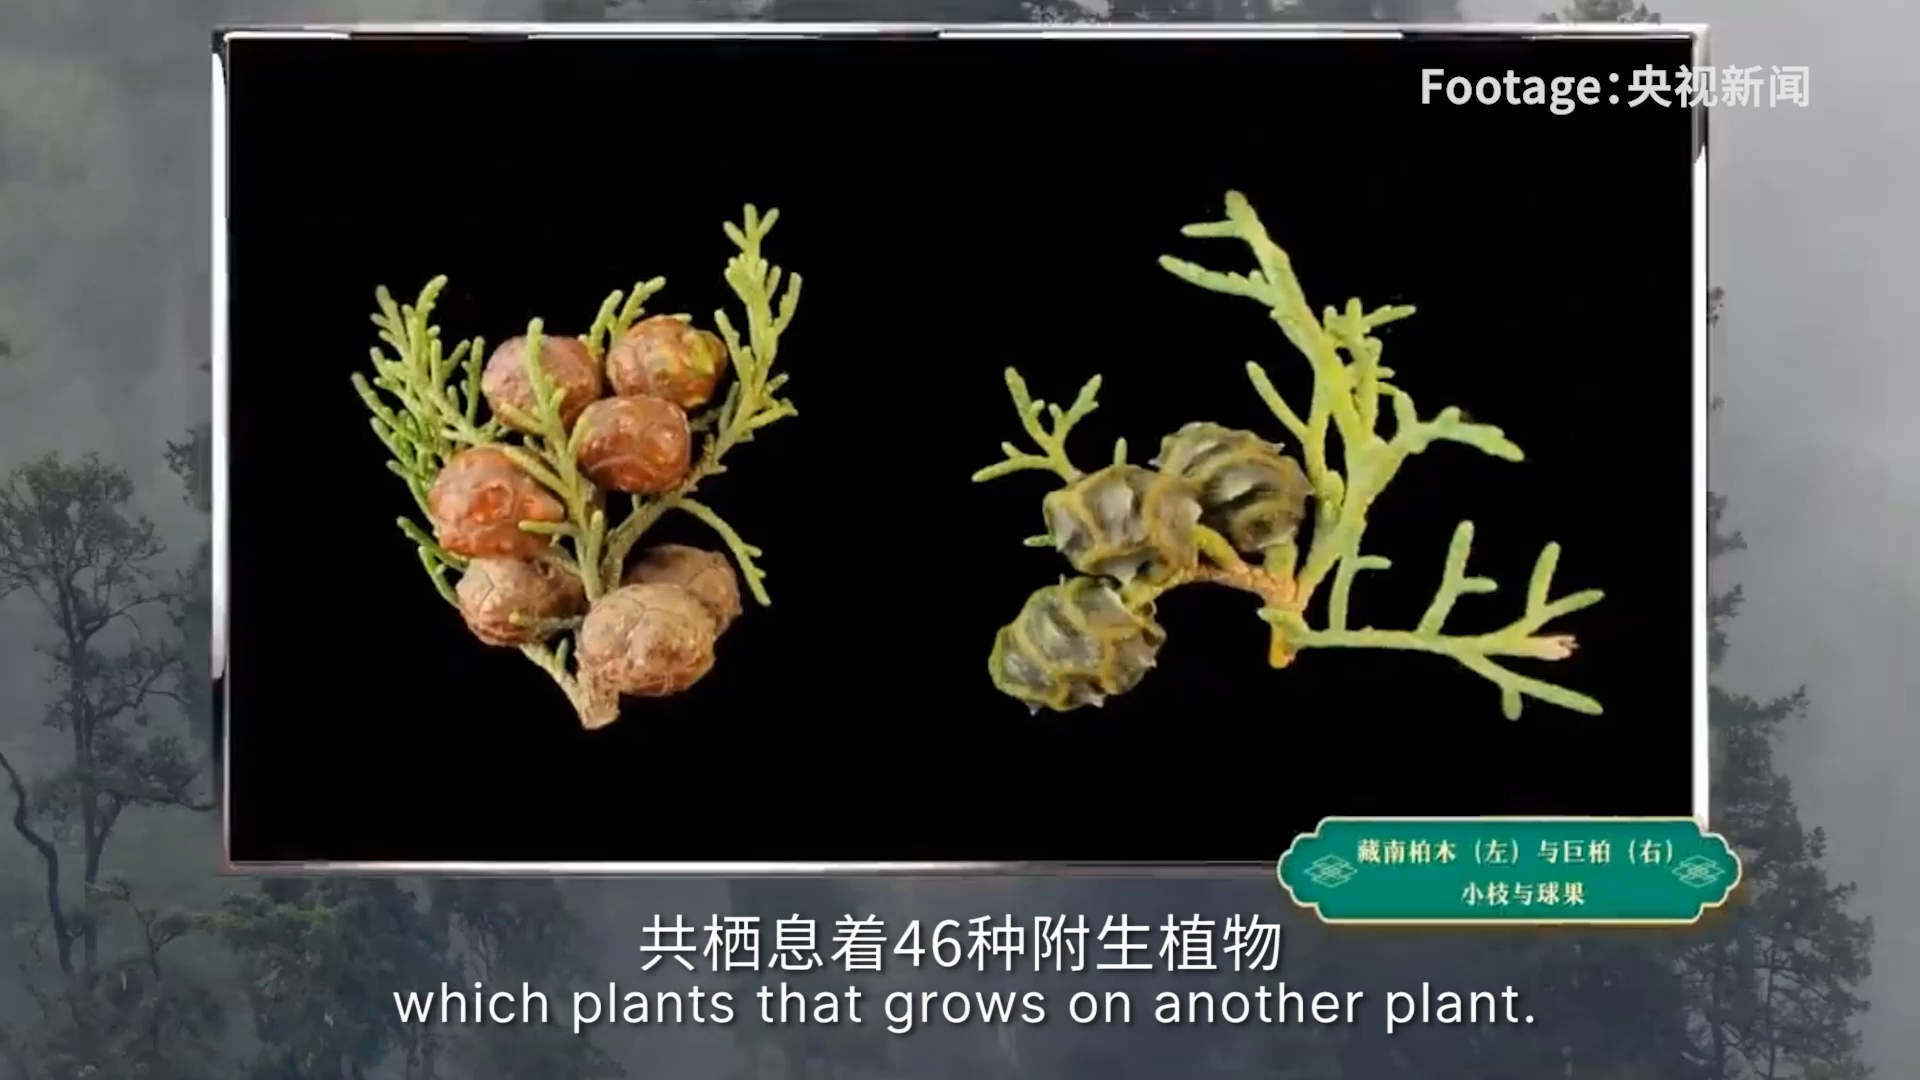 Footage:央视新闻
藏南柏木（左）与巨柏（右）
小枝与球果
共栖息着46种附生植物
which plants that grows on another plant.